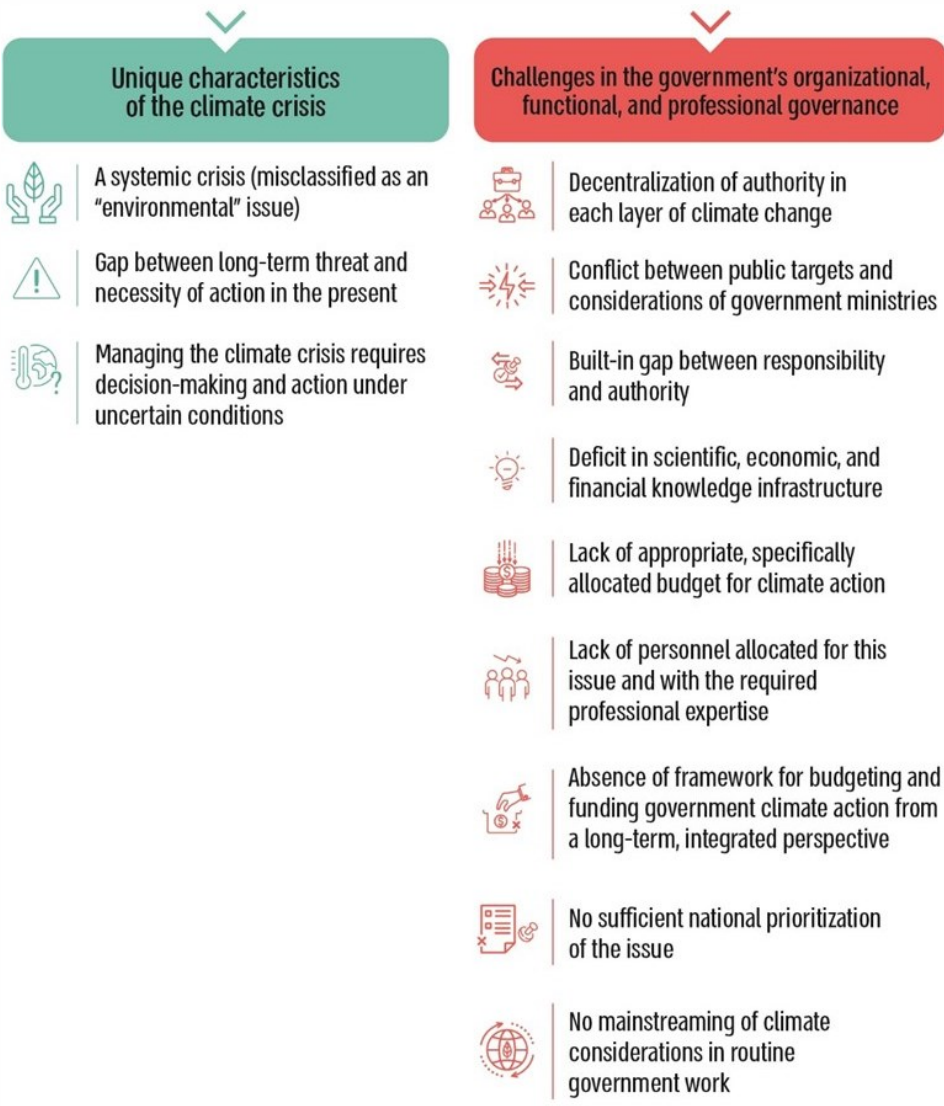 Unique characteristics
of the climate crisis
A systemic crisis (misclassified as an
"environmental" issue)
Gap between long-term threat and
necessity of action in the present
Managing the climate crisis requires
decision-making and action under
uncertain conditions
Challenges in the government's organizational,
functional, and professional governance
Decentralization of authority in
each layer of climate change
Conflict between public targets and
considerations of government ministries
Built-in gap between responsibility
and authority
Deficit in scientific, economic, and
financial knowledge infrastructure
Lack of appropriate, specifically
allocated budget for climate action
Lack of personnel allocated for this
issue and with the required
professional expertise
Absence of framework for budgeting and
funding government climate action from
a long-term, integrated perspective
No sufficient national prioritization
of the issue
No mainstreaming of climate
considerations in routine
government work